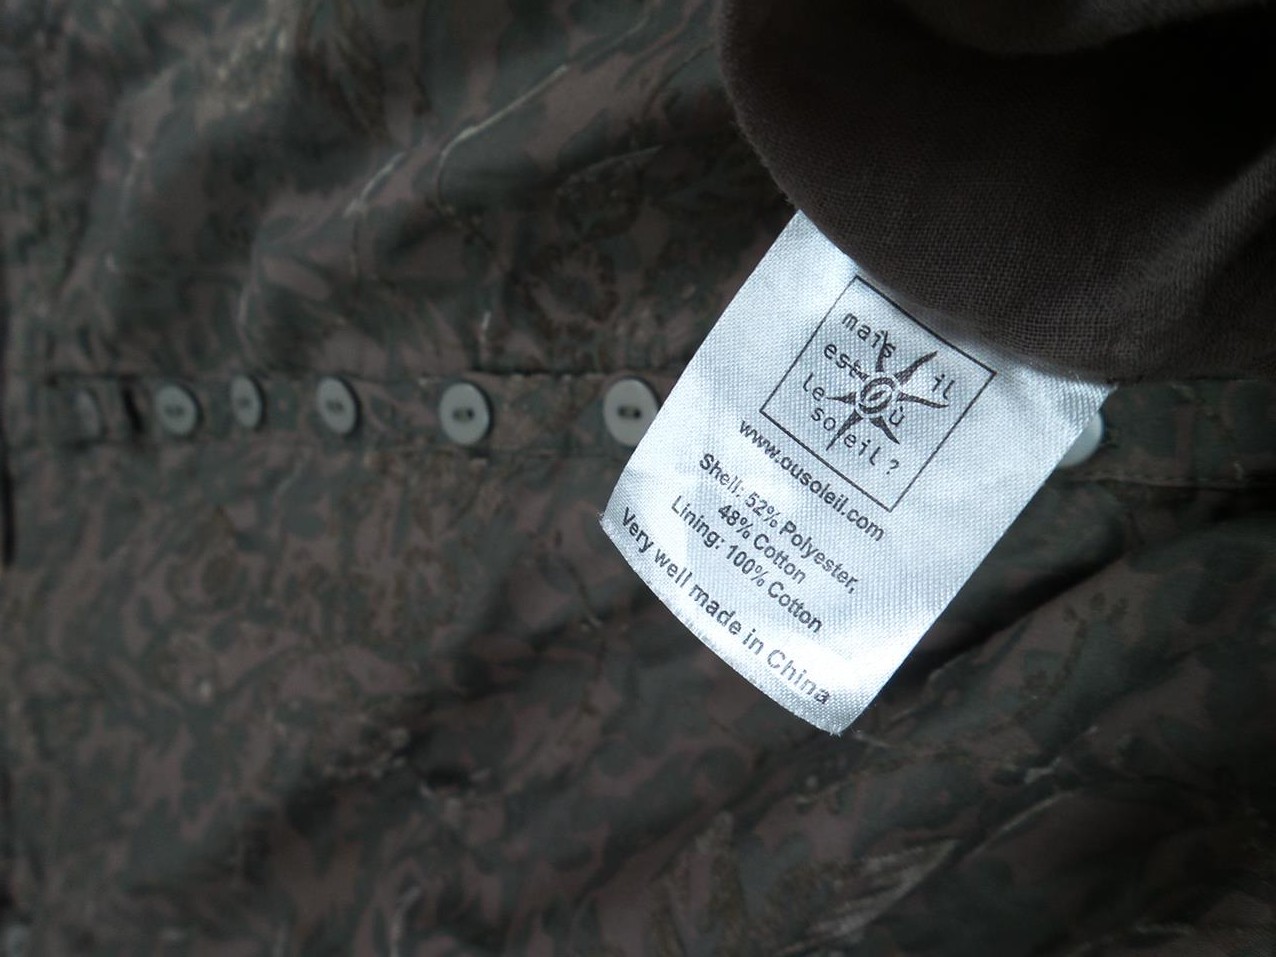 mais
est-il
le où
soleil?
www.ousoleil.com
Shell: 52% Polyester,
48% Cotton
Lining: 100% Cotton
Very well made in China